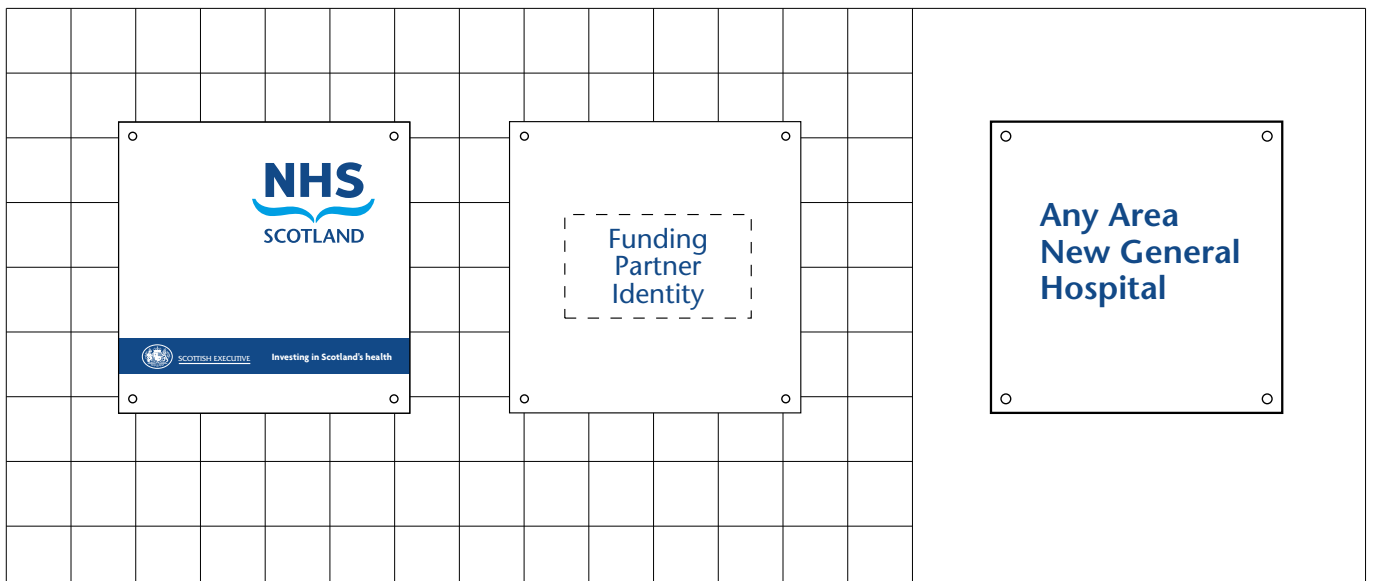 NHS
SCOTLAND
SCOTTISH EXECUTIVE
Investing in Scotland's health
Funding
Partner
Identity
Any Area
New General
Hospital